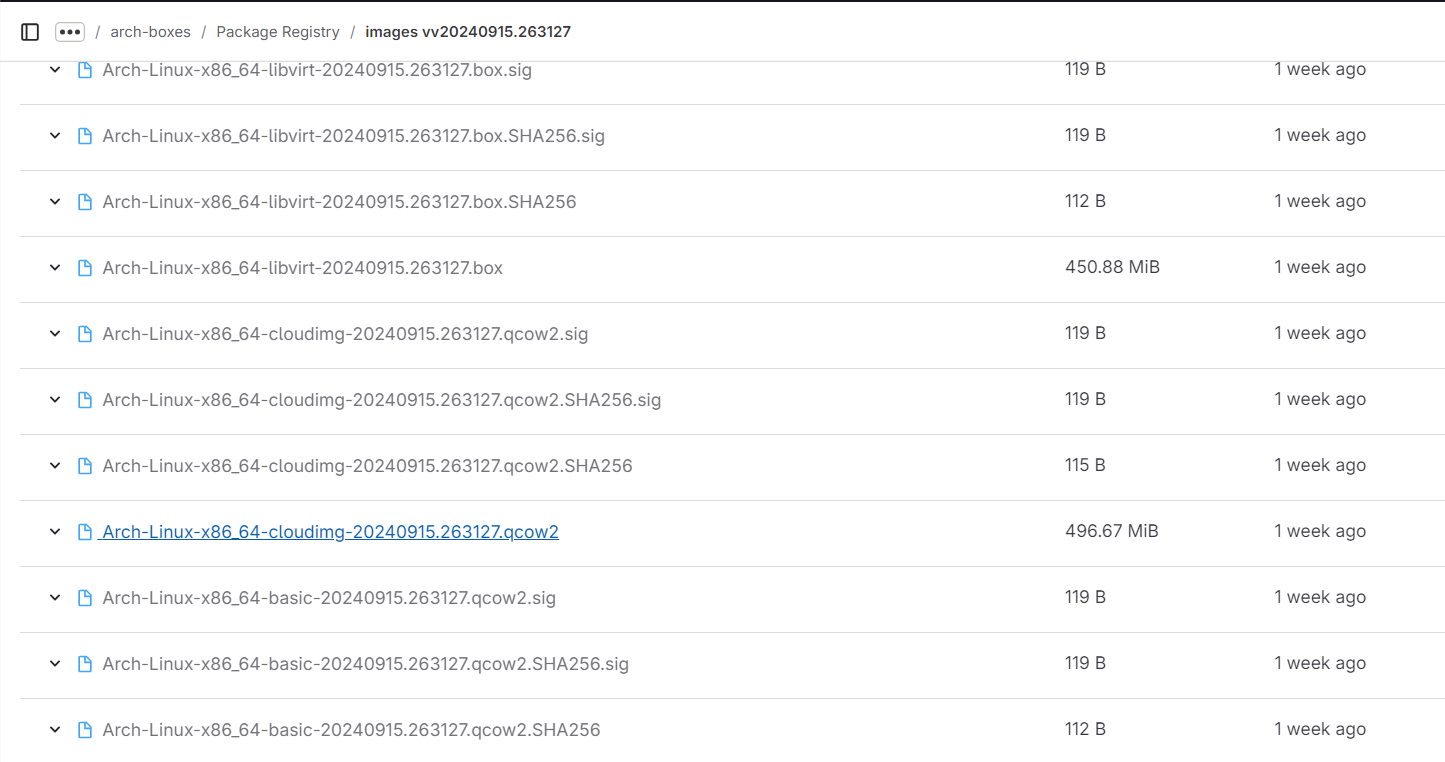 ••• / arch-boxes / Package Registry / images vv20240915.263127
Arch-Linux-x86_64-libvirt-20240915.263127.box.sig 119 B 1 week ago
Arch-Linux-x86_64-libvirt-20240915.263127.box.SHA256.sig 119 B 1 week ago
Arch-Linux-x86_64-libvirt-20240915.263127.box.SHA256 112 B 1 week ago
Arch-Linux-x86_64-libvirt-20240915.263127.box 450.88 MiB 1 week ago
Arch-Linux-x86_64-cloudimg-20240915.263127.qcow2.sig 119 B 1 week ago
Arch-Linux-x86_64-cloudimg-20240915.263127.qcow2.SHA256.sig 119 B 1 week ago
Arch-Linux-x86_64-cloudimg-20240915.263127.qcow2.SHA256 115 B 1 week ago
Arch-Linux-x86_64-cloudimg-20240915.263127.qcow2 496.67 MiB 1 week ago
Arch-Linux-x86_64-basic-20240915.263127.qcow2.sig 119 B 1 week ago
Arch-Linux-x86_64-basic-20240915.263127.qcow2.SHA256.sig 119 B 1 week ago
Arch-Linux-x86_64-basic-20240915.263127.qcow2.SHA256 112 B 1 week ago